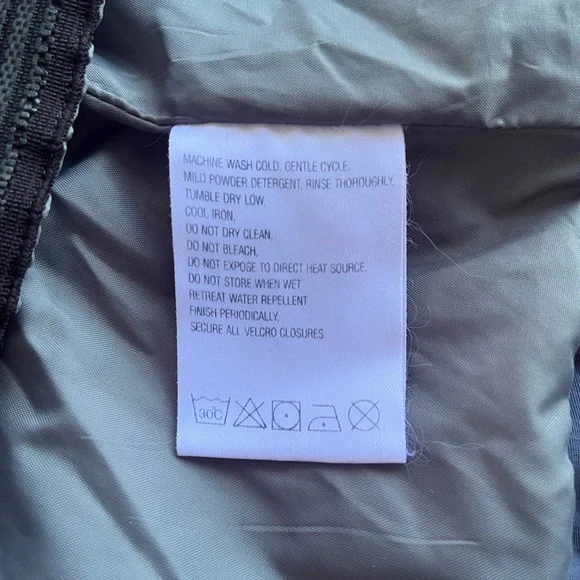 MACHINE WASH COLD, GENTLE CYCLE.
MILD POWDER DETERGENT, RINSE THOROUGHLY.
TUMBLE DRY LOW.
COOL IRON,
DO NOT DRY CLEAN,
DO NOT BLEACH,
DO NOT EXPOSE TO DIRECT HEAT SOURCE,
DO NOT STORE WHEN WET
RETREAT WATER REPELLENT
FINISH PERIODICALLY,
SECURE ALL VELCRO CLOSURES.
30°C